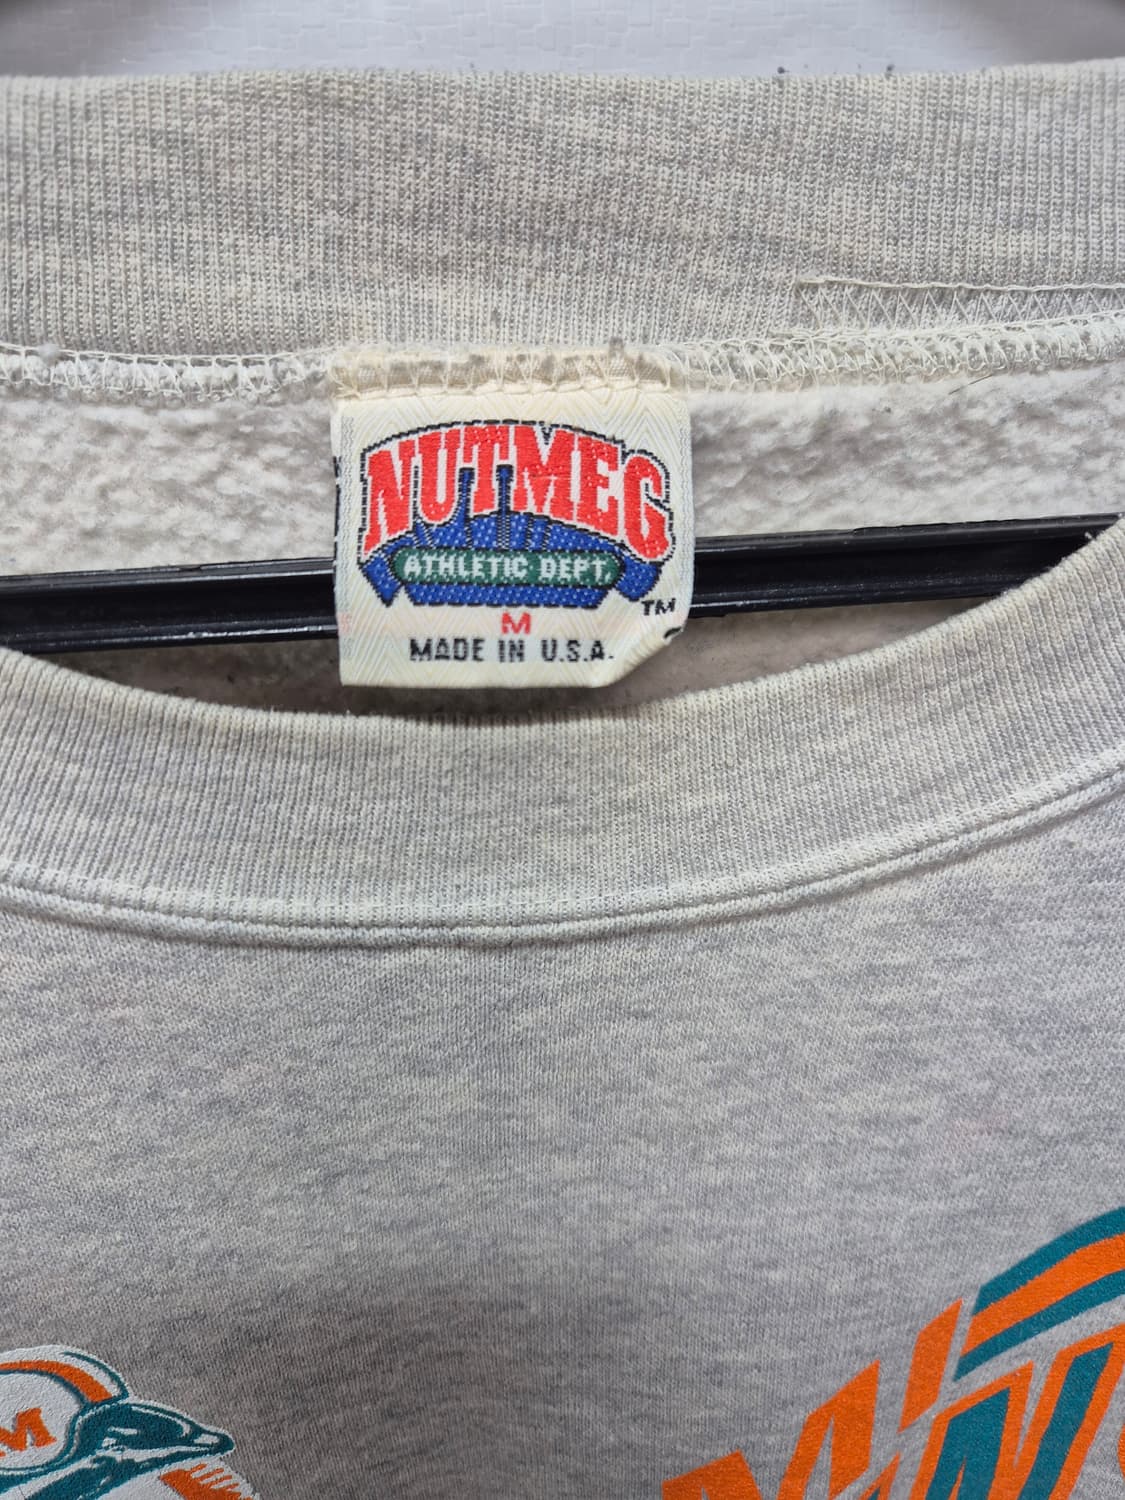 NUTMEG
ATHLETIC DEPT.
TM
M
MADE IN U.S.A.
M